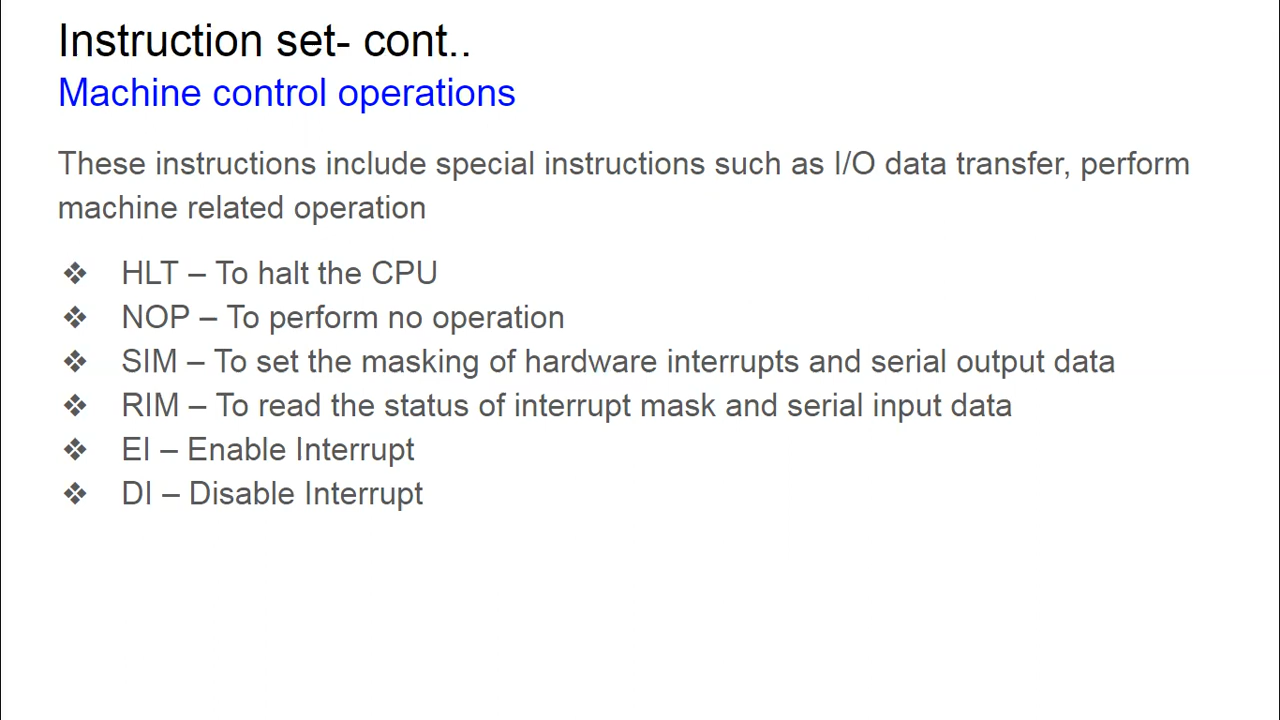 Instruction set- cont..
Machine control operations
These instructions include special instructions such as I/O data transfer, perform
machine related operation
❖ HLT – To halt the CPU
❖ NOP – To perform no operation
❖ SIM – To set the masking of hardware interrupts and serial output data
❖ RIM – To read the status of interrupt mask and serial input data
❖ EI – Enable Interrupt
❖ DI – Disable Interrupt